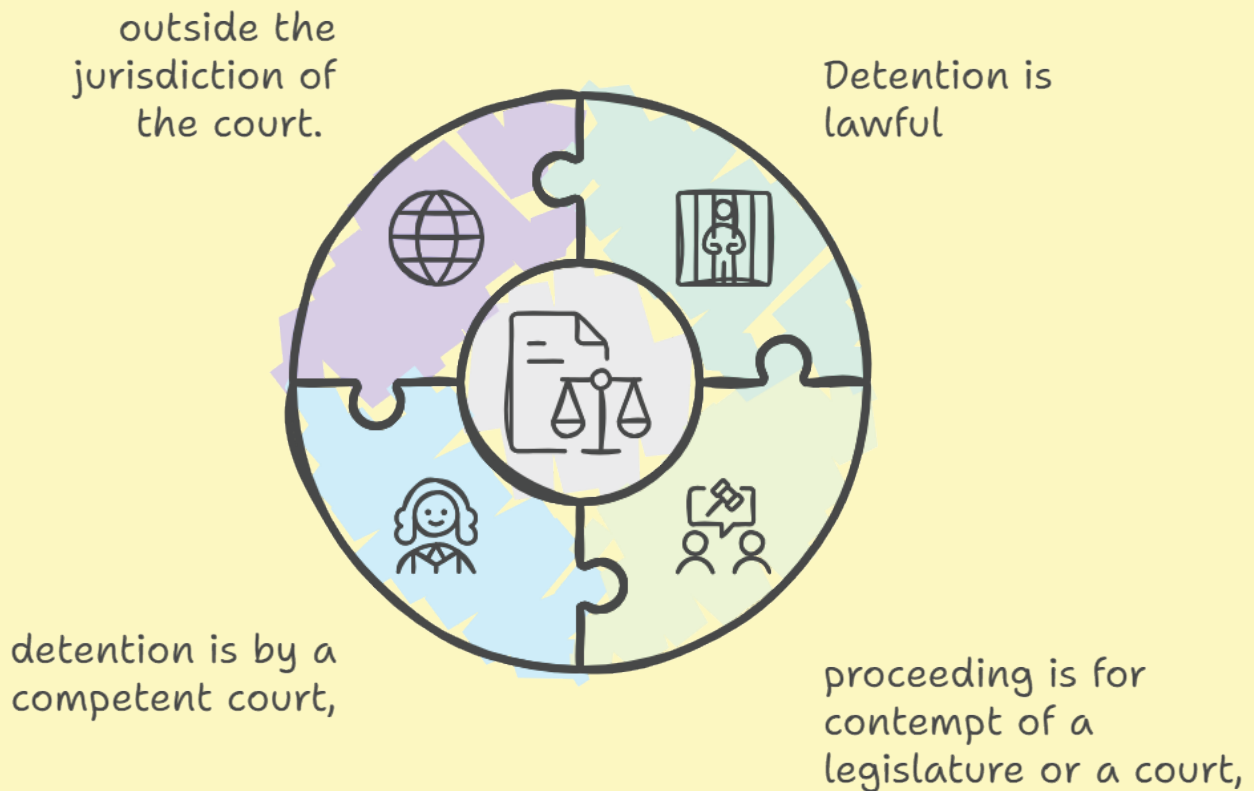 outside the
jurisdiction of
the court.
Detention is
lawful
detention is by a
competent court,
proceeding is for
contempt of a
legislature or a court,